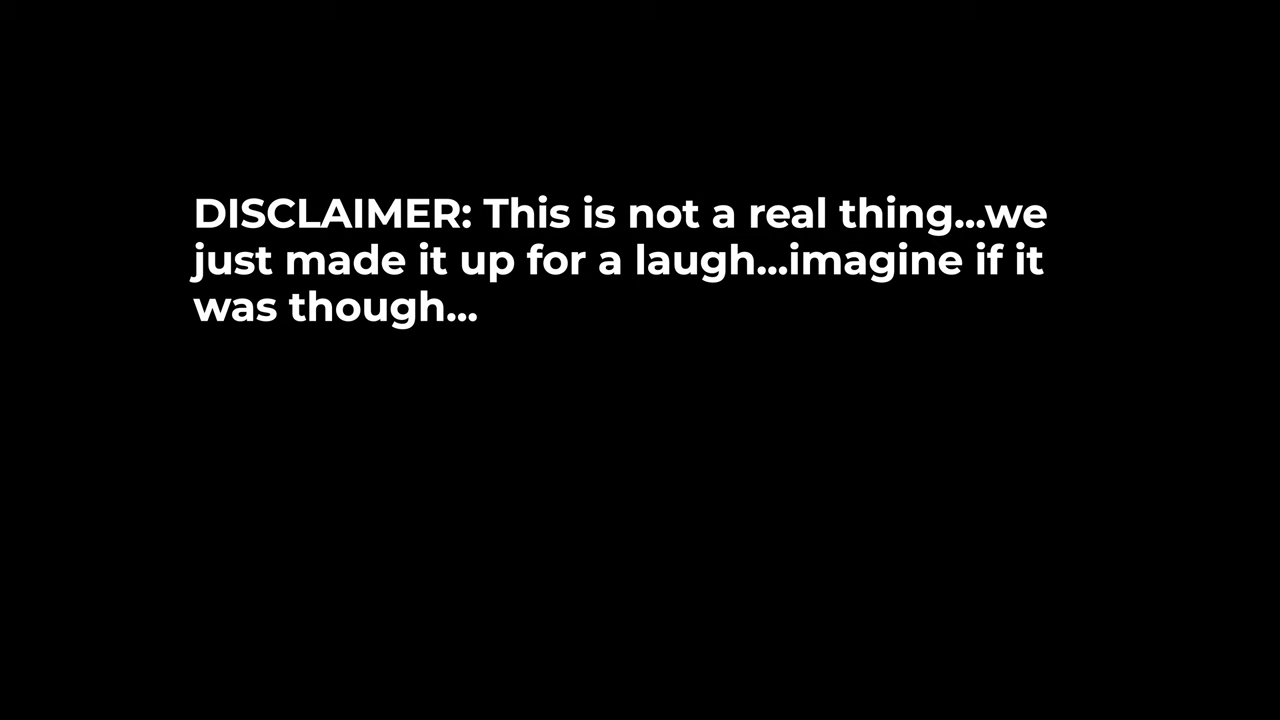 DISCLAIMER: This is not a real thing...we
just made it up for a laugh...imagine if it
was though...